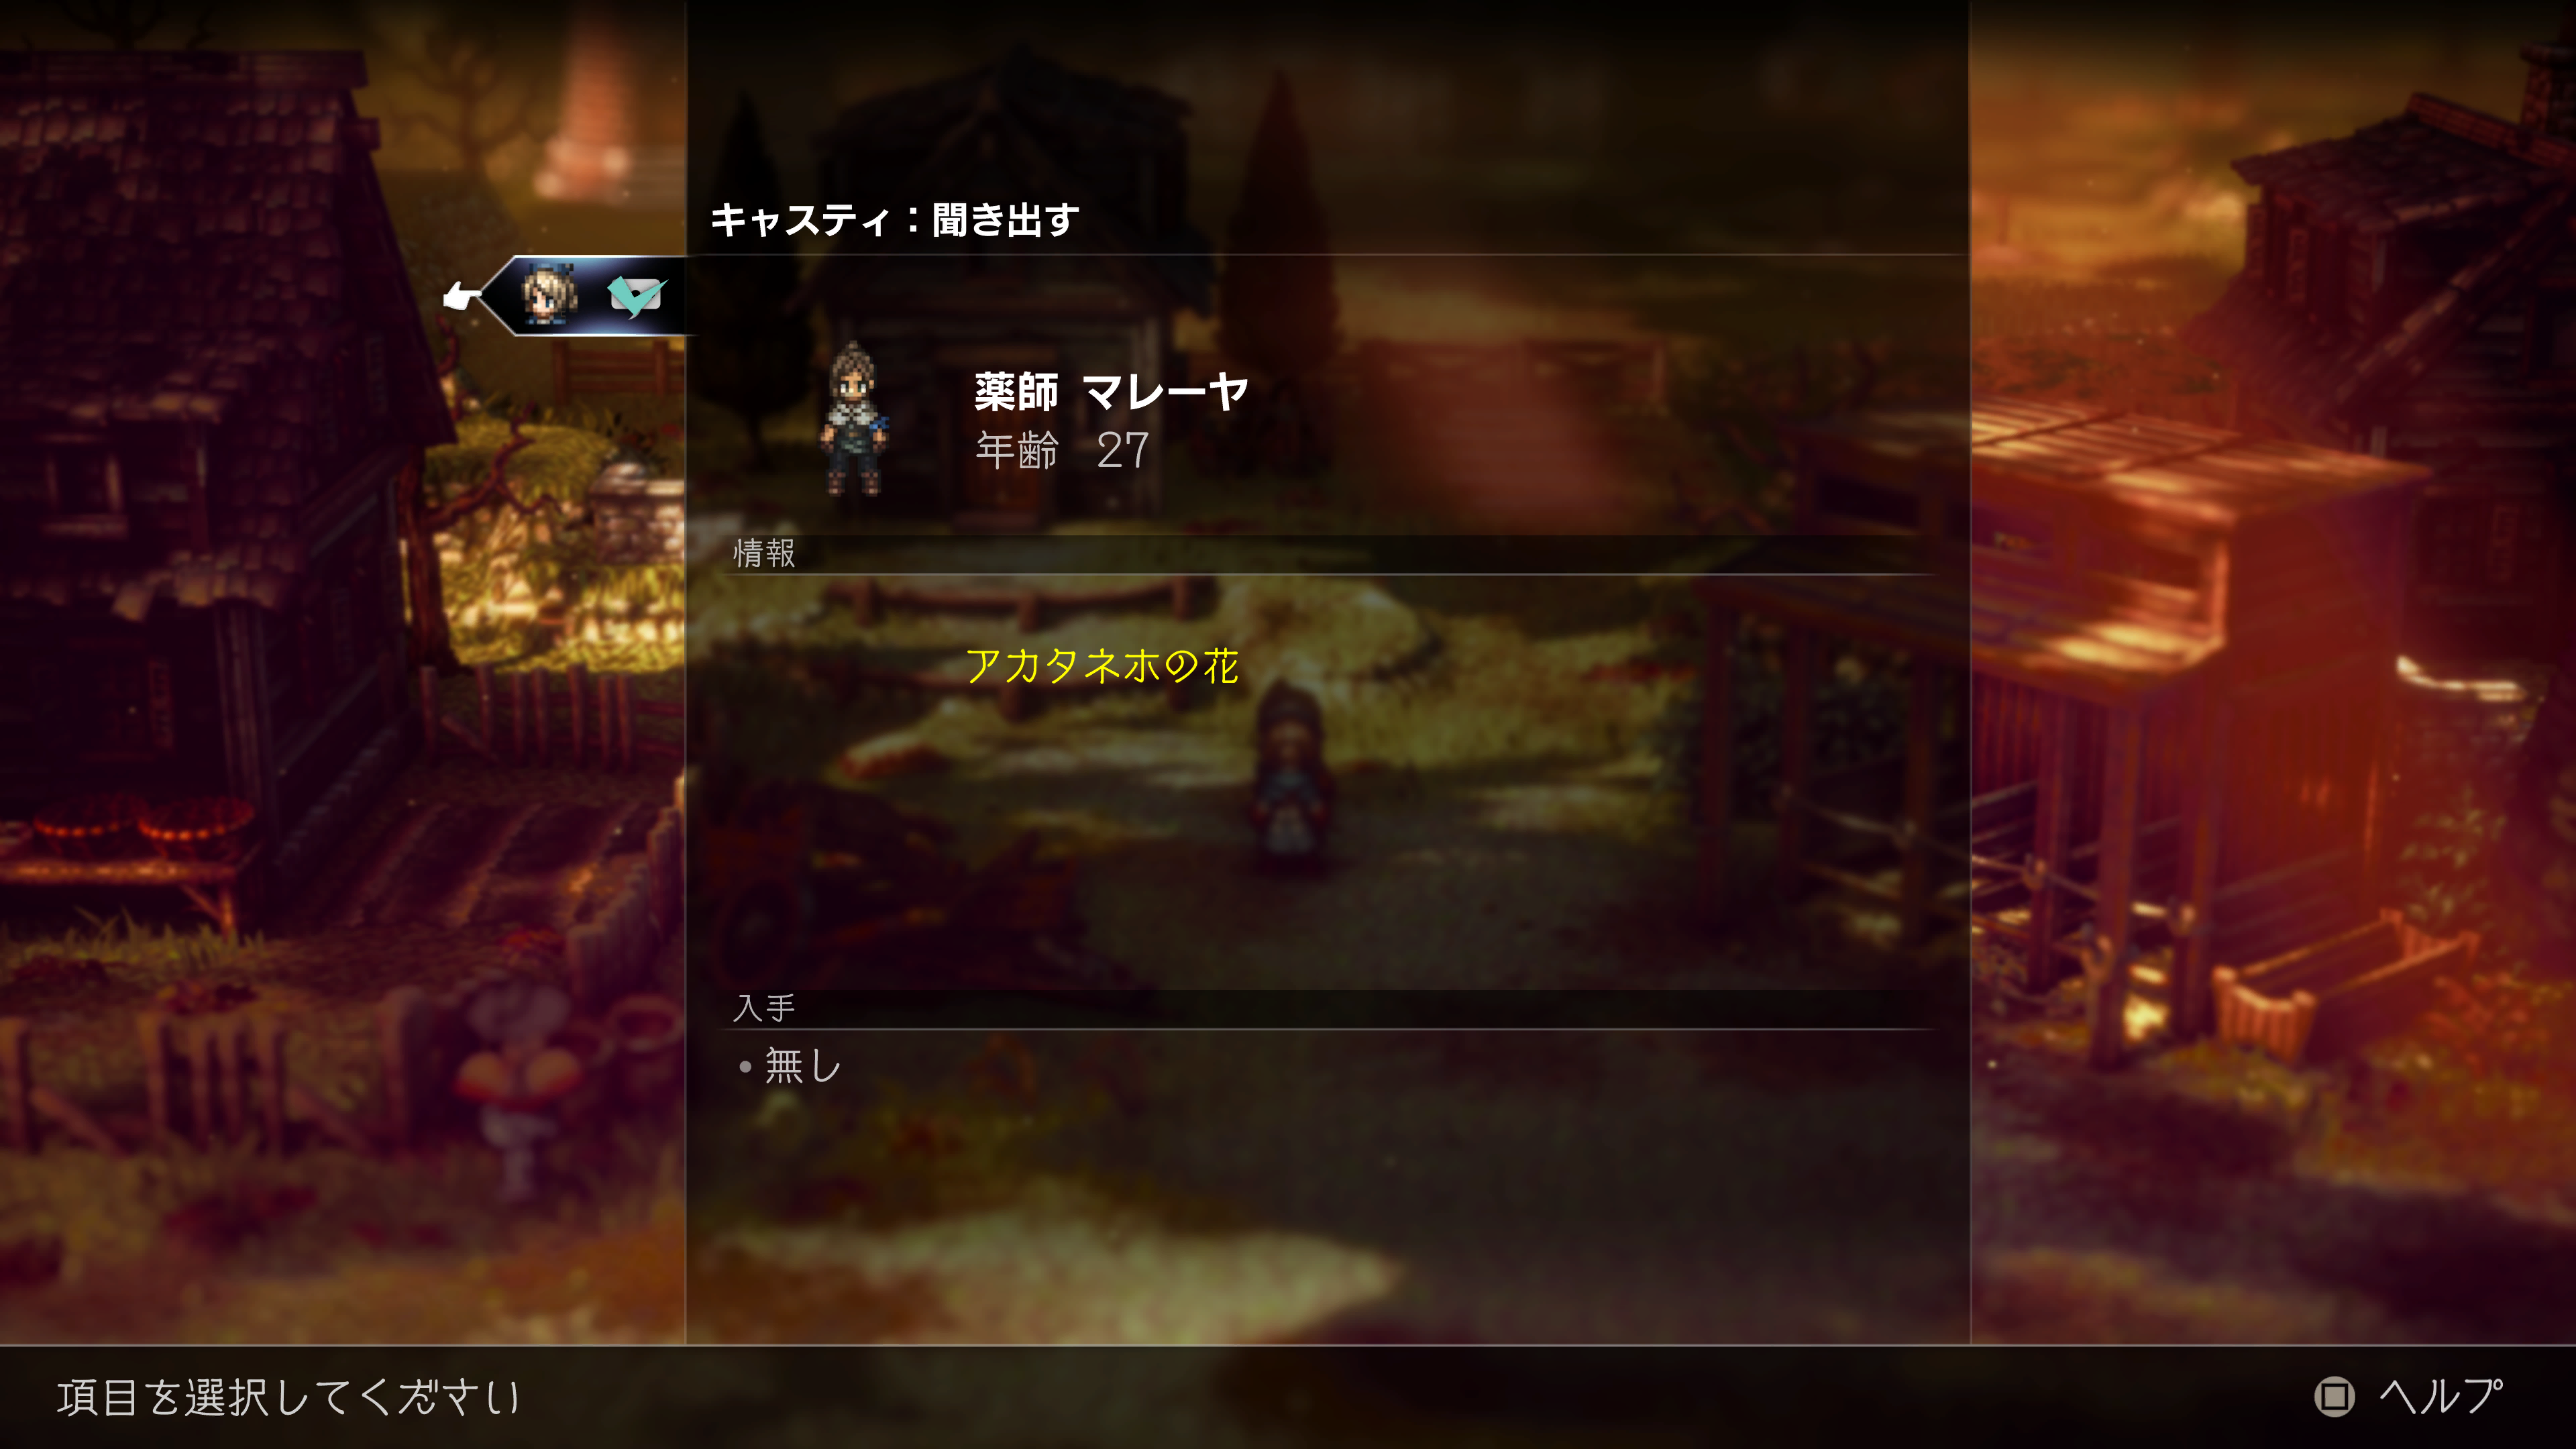 キャスティ：聞き出す
薬師 マレーヤ
年齢 27
情報
アカタネホの花
入手
・無し
項目を選択してください
ヘルプ